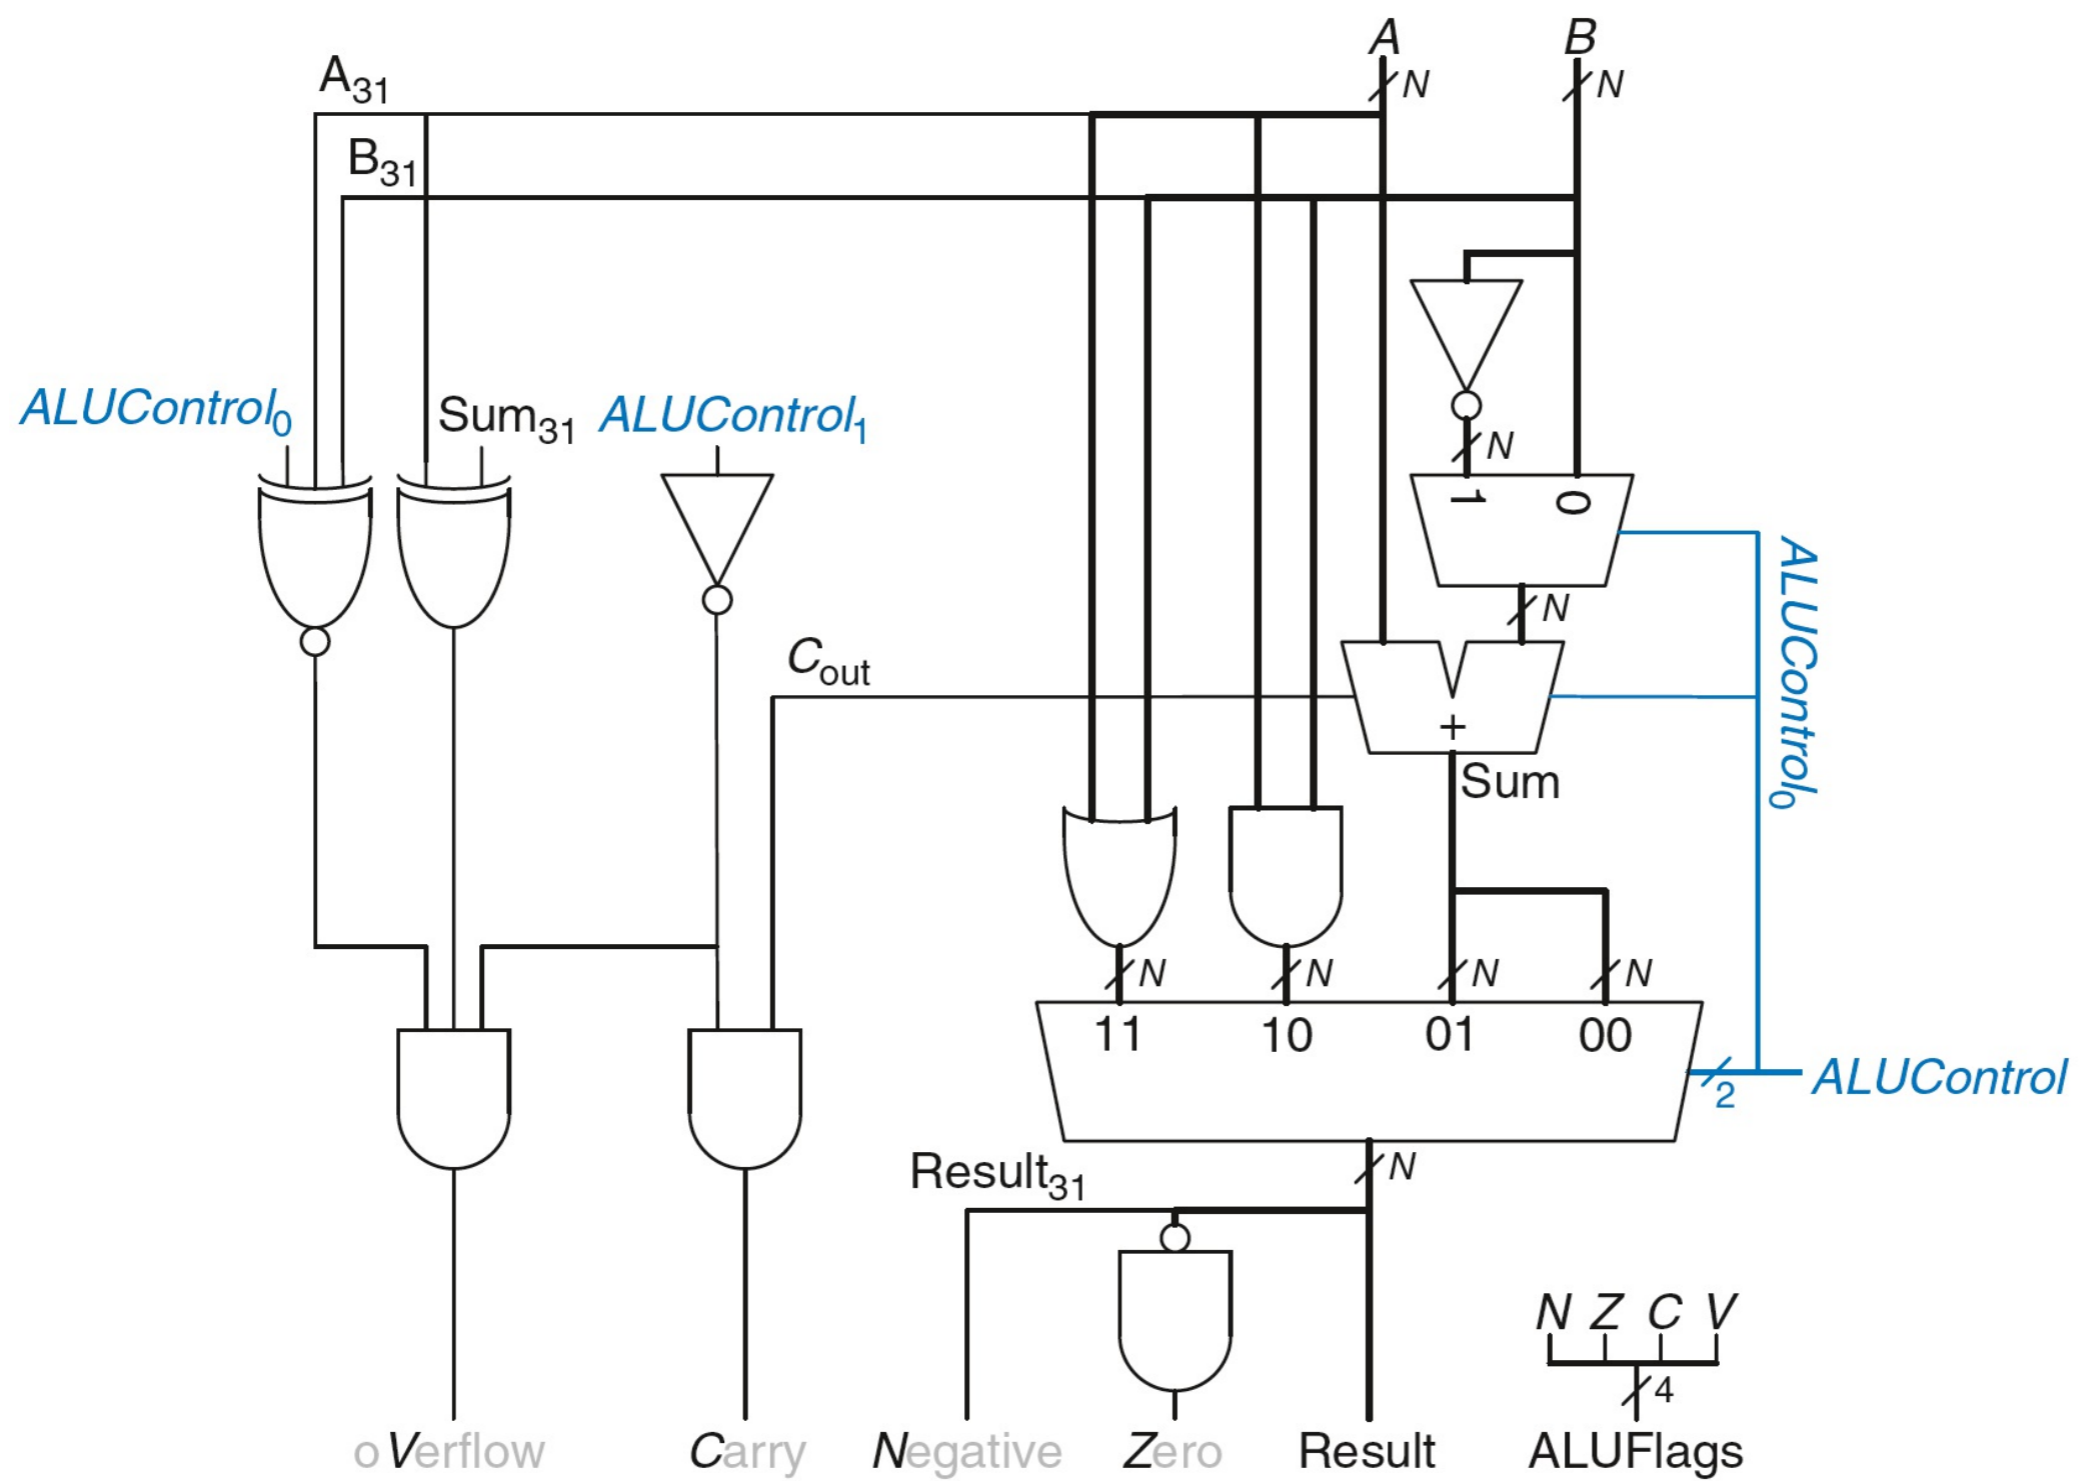 A B
N N
A31
B31
ALUControl0 Sum31 ALUControl1
N
1 0
ALUControl0
N
Cout
+
Sum
N N N N
11 10 01 00
2 ALUControl
N
Result31
N Z C V
4
oVerflow Carry Negative Zero Result ALUFlags